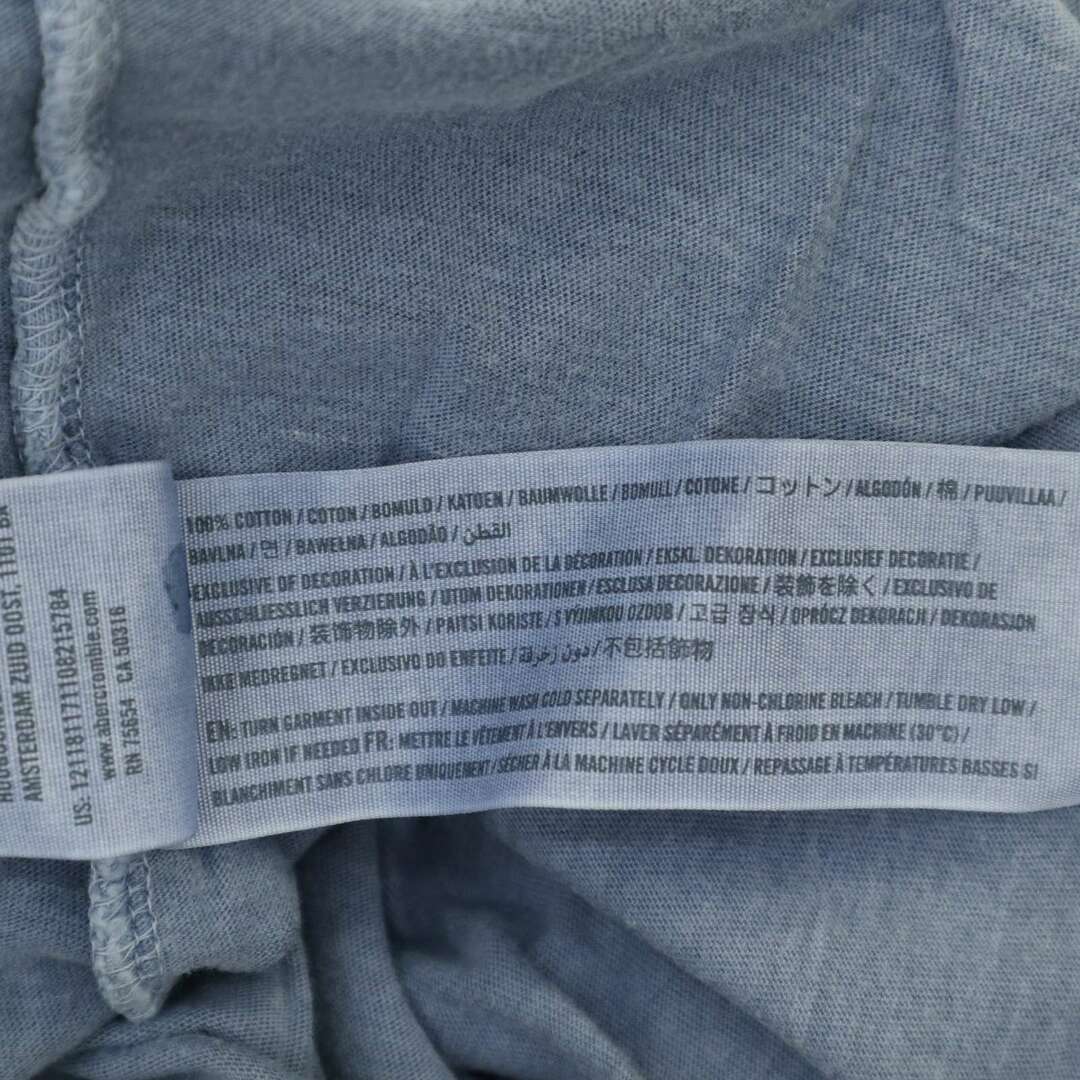 AMSTERDAM ZUID OOST, 1101 BA
US: 1211811711108215784
www.abercrombie.com
RN 75654 CA 50316
100% COTTON / COTON / BOMULD / KATOEN / BAUMWOLLE / BOMULL / COTONE / コットン / ALGODÓN / 棉 / PUUVILLAA /
BAVLNA / 면 / BAWEŁNA / ALGODÃO / القطن
EXCLUSIVE OF DECORATION / À L'EXCLUSION DE LA DÉCORATION / EKSKL. DEKORATION / EXCLUSIEF DECORATIE /
AUSSCHLIESSLICH VERZIERUNG / UTOM DEKORATIONEN / ESCLUSA DECORAZIONE / 装飾を除く / EXCLUSIVO DE
DECORACIÓN / 装飾物除外 / PAITSI KORISTE / S VÝJIMKOU OZDOB / 고급 장식 / OPRÓCZ DEKORACJI / DEKORASJON
IKKE MEDREGNET / EXCLUSIVO DO ENFEITE / دون زخرفة / 不包括飾物
EN: TURN GARMENT INSIDE OUT / MACHINE WASH COLD SEPARATELY / ONLY NON-CHLORINE BLEACH / TUMBLE DRY LOW /
LOW IRON IF NEEDED FR: METTRE LE VÊTEMENT À L'ENVERS / LAVER SÉPARÉMENT À FROID EN MACHINE (30°C) /
BLANCHIMENT SANS CHLORE UNIQUEMENT / SÉCHER À LA MACHINE CYCLE DOUX / REPASSAGE À TEMPÉRATURES BASSES SI